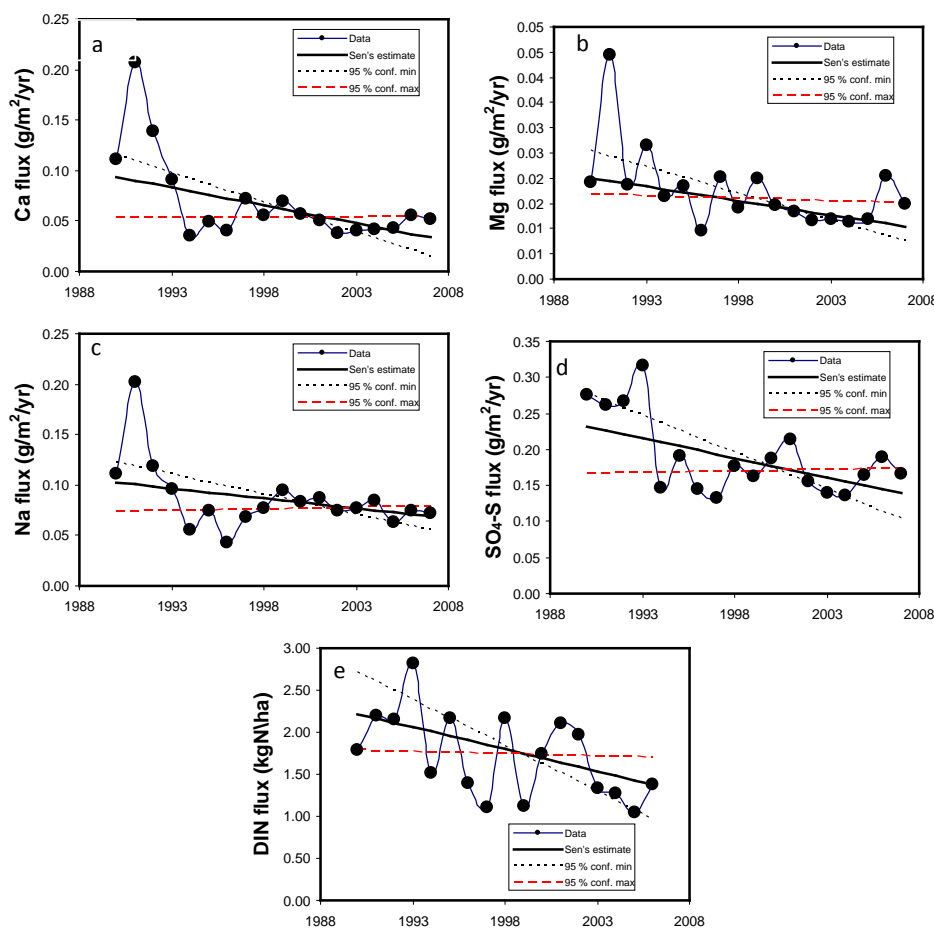 a
Ca flux (g/m²/yr)
0.25
0.20
0.15
0.10
0.05
0.00
1988 1993 1998 2003 2008
Data
Sen's estimate
95 % conf. min
95 % conf. max
b
Mg flux (g/m²/yr)
0.05
0.04
0.04
0.03
0.03
0.02
0.02
0.01
0.01
0.00
1988 1993 1998 2003 2008
Data
Sen's estimate
95 % conf. min
95 % conf. max
c
Na flux (g/m²/yr)
0.25
0.20
0.15
0.10
0.05
0.00
1988 1993 1998 2003 2008
Data
Sen's estimate
95 % conf. min
95 % conf. max
d
SO₄-S flux (g/m²/yr)
0.35
0.30
0.25
0.20
0.15
0.10
0.05
0.00
1988 1993 1998 2003 2008
Data
Sen's estimate
95 % conf. min
95 % conf. max
e
DIN flux (kgN\ha)
3.00
2.50
2.00
1.50
1.00
0.50
0.00
1988 1993 1998 2003 2008
Data
Sen's estimate
95 % conf. min
95 % conf. max